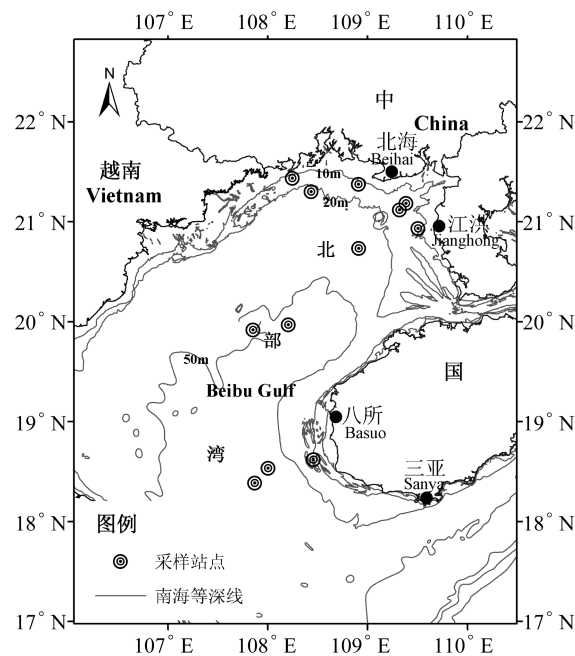 107° E 108° E 109° E 110° E
N
中
22° N 22° N
China
北海
Beihai
越南
Vietnam
10m
20m
21° N 21° N
江洪
Jianghong
北
20° N 20° N
部
50m
国
Beibu Gulf
19° N 19° N
八所
Basuo
湾
三亚
Sanya
18° N 18° N
图例
采样站点
南海等深线
17° N 17° N
107° E 108° E 109° E 110° E